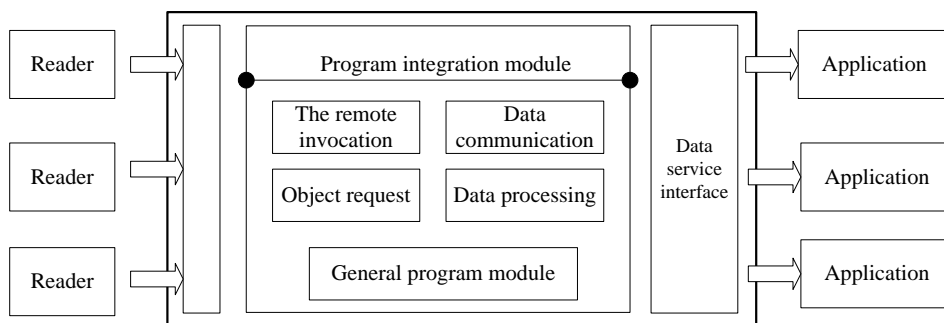 Reader
Program integration module
Application
The remote
invocation
Data
communication
Reader
Data
service
interface
Application
Object request
Data processing
Reader
General program module
Application